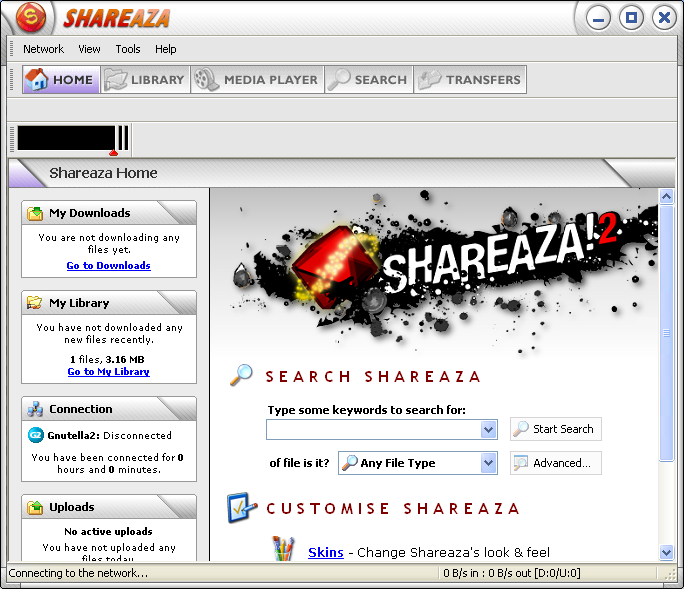 SHAREAZA
Network View Tools Help
HOME LIBRARY MEDIA PLAYER SEARCH TRANSFERS
Shareaza Home
My Downloads
You are not downloading any
files yet.
Go to Downloads
My Library
You have not downloaded any
new files recently.
1 files, 3.16 MB
Go to My Library
Connection
G2 Gnutella2: Disconnected
You have been connected for 0
hours and 0 minutes.
Uploads
No active uploads
You have not uploaded any
files today.
SHAREAZA!2
SEARCH SHAREAZA
Type some keywords to search for:
Start Search
of file is it? Any File Type Advanced...
CUSTOMISE SHAREAZA
Skins - Change Shareaza's look & feel
Connecting to the network... 0 B/s in : 0 B/s out [D:0/U:0]